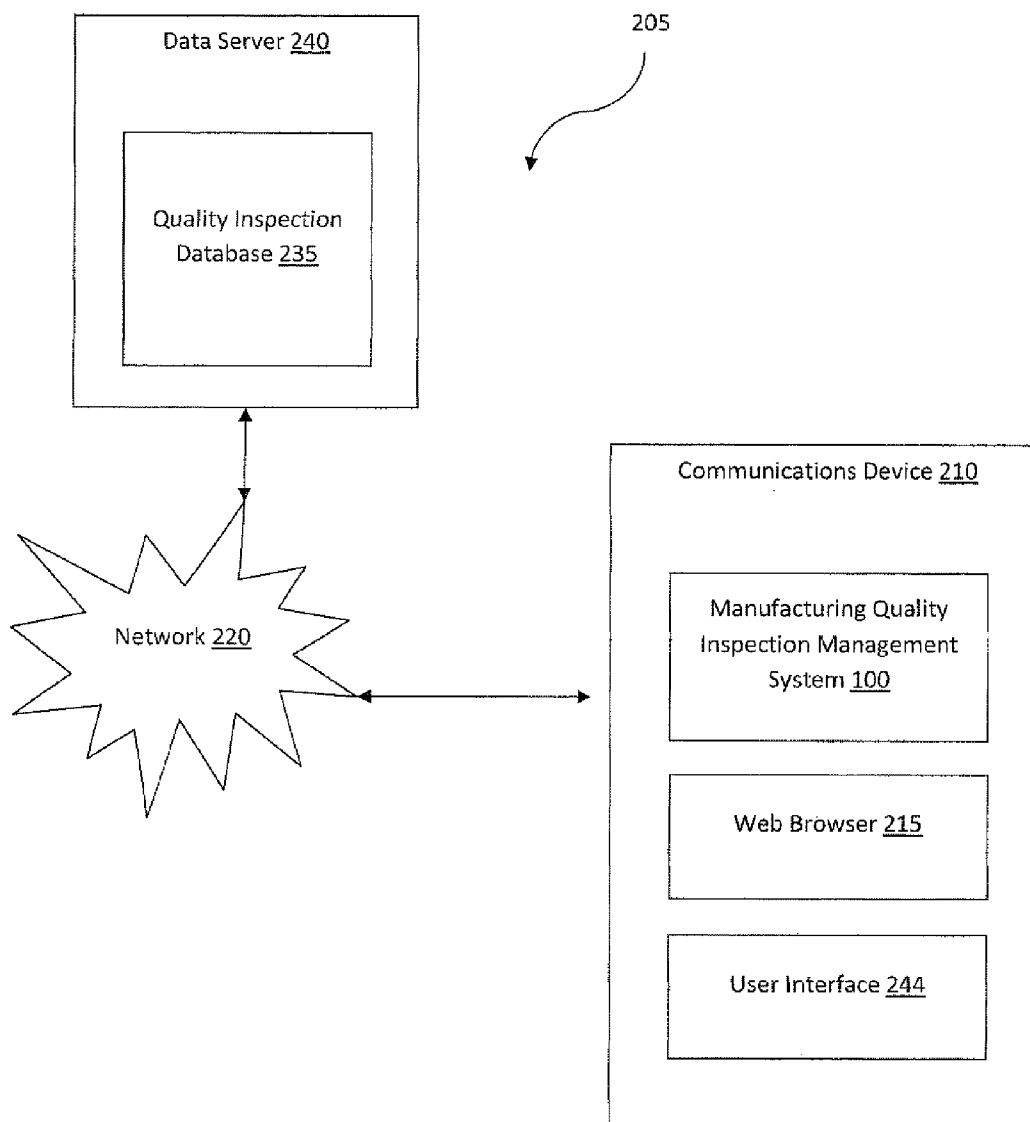 Data Server 240
205
Quality Inspection
Database 235
Communications Device 210
Manufacturing Quality
Inspection Management
System 100
Network 220
Web Browser 215
User Interface 244